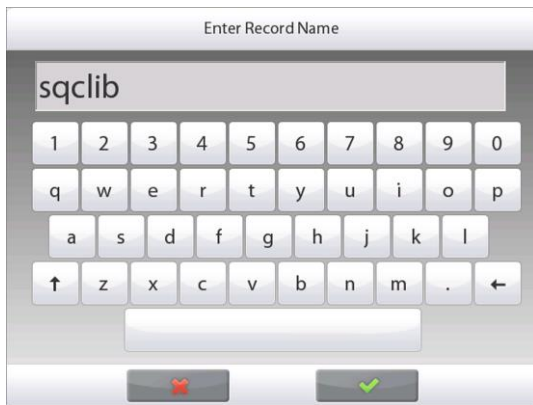 Enter Record Name
sqclib
1 2 3 4 5 6 7 8 9 0
q w e r t y u i o p
a s d f g h j k l
↑ z x c v b n m . ←